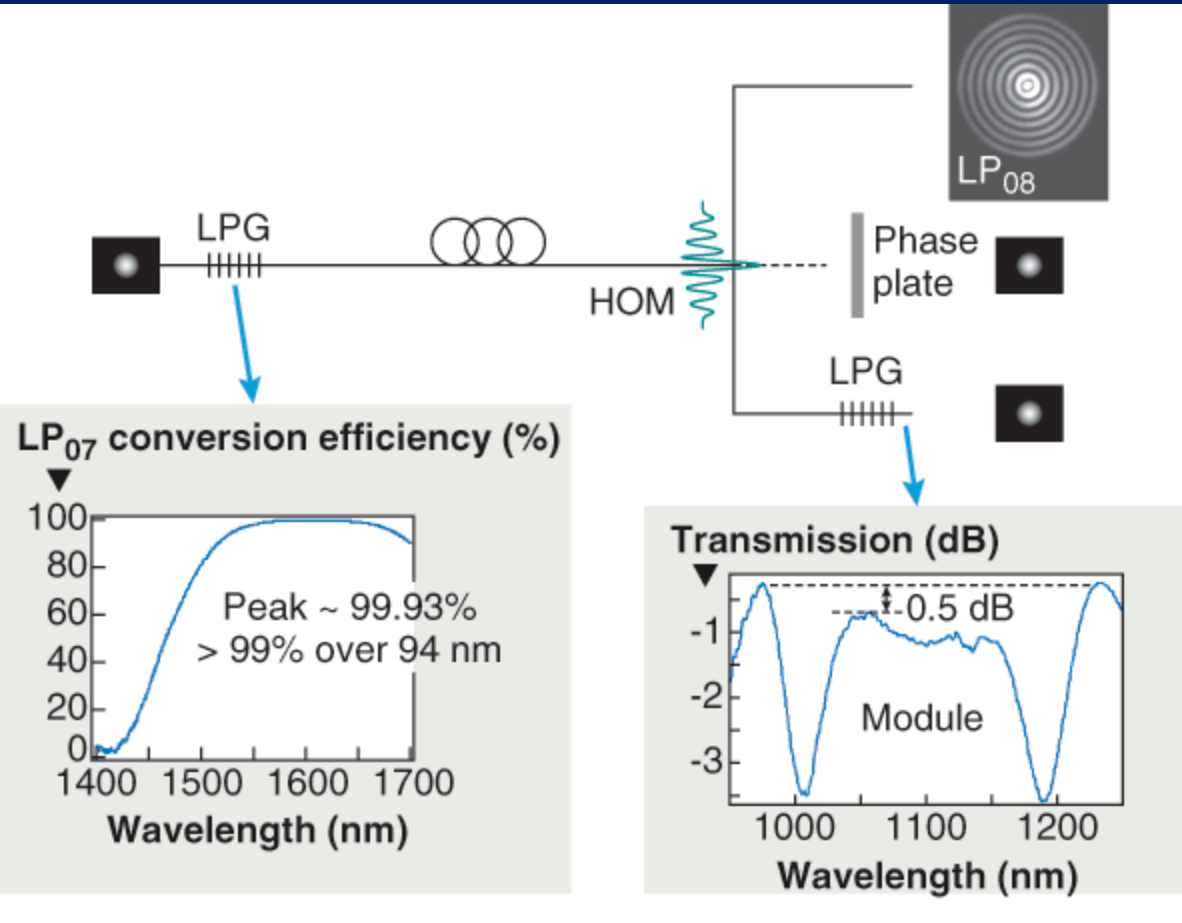 LP08
LPG
Phase
plate
HOM
LPG
LP07 conversion efficiency (%)
100
80
60
40
20
0
Peak ~ 99.93%
> 99% over 94 nm
1400 1500 1600 1700
Wavelength (nm)
Transmission (dB)
0.5 dB
-1
-2
-3
Module
1000 1100 1200
Wavelength (nm)